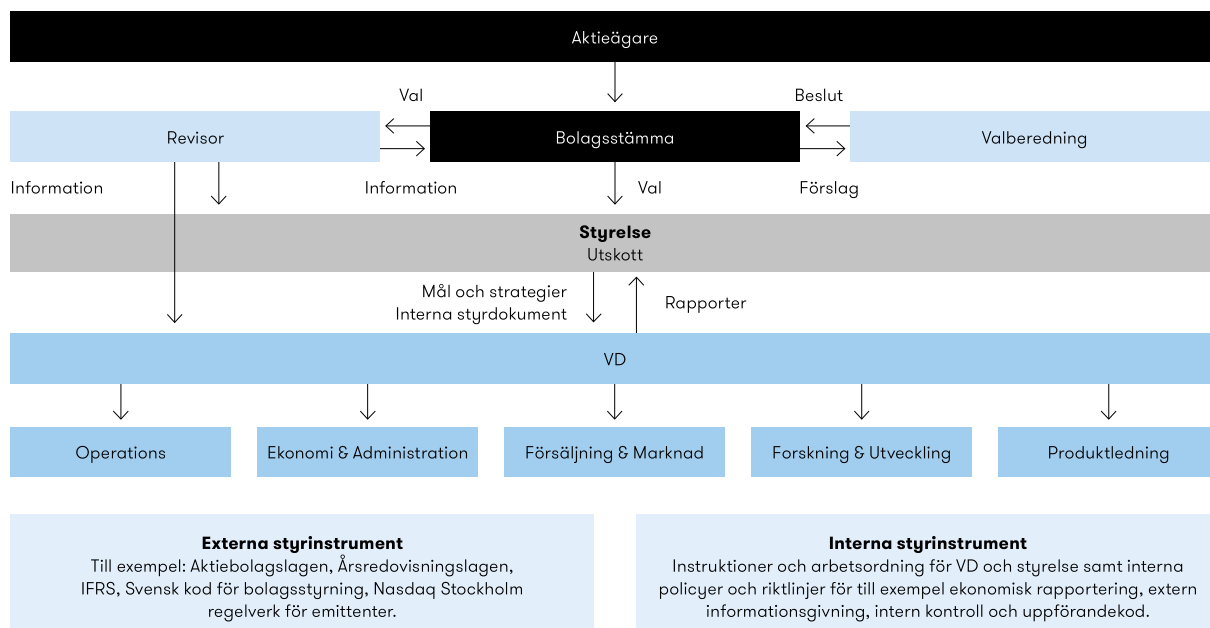 Aktieägare
Val
Beslut
Revisor
Bolagsstämma
Valberedning
Information
Information
Val
Förslag
Styrelse
Utskott
Mål och strategier
Interna styrdokument
Rapporter
VD
Operations
Ekonomi & Administration
Försäljning & Marknad
Forskning & Utveckling
Produktledning
Externa styrinstrument
Till exempel: Aktiebolagslagen, Årsredovisningslagen,
IFRS, Svensk kod för bolagsstyrning, Nasdaq Stockholm
regelverk för emittenter.
Interna styrinstrument
Instruktioner och arbetsordning för VD och styrelse samt interna
policyer och riktlinjer för till exempel ekonomisk rapportering, extern
informationsgivning, intern kontroll och uppförandekod.